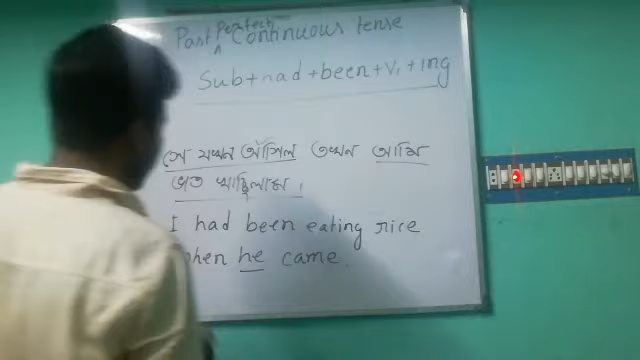 Past Perfect Continuous tense
Sub+had+been+V₁+ing
সে যখন আসিল তখন আমি
ভাত খাচ্ছিলাম।
I had been eating rice
when he came.